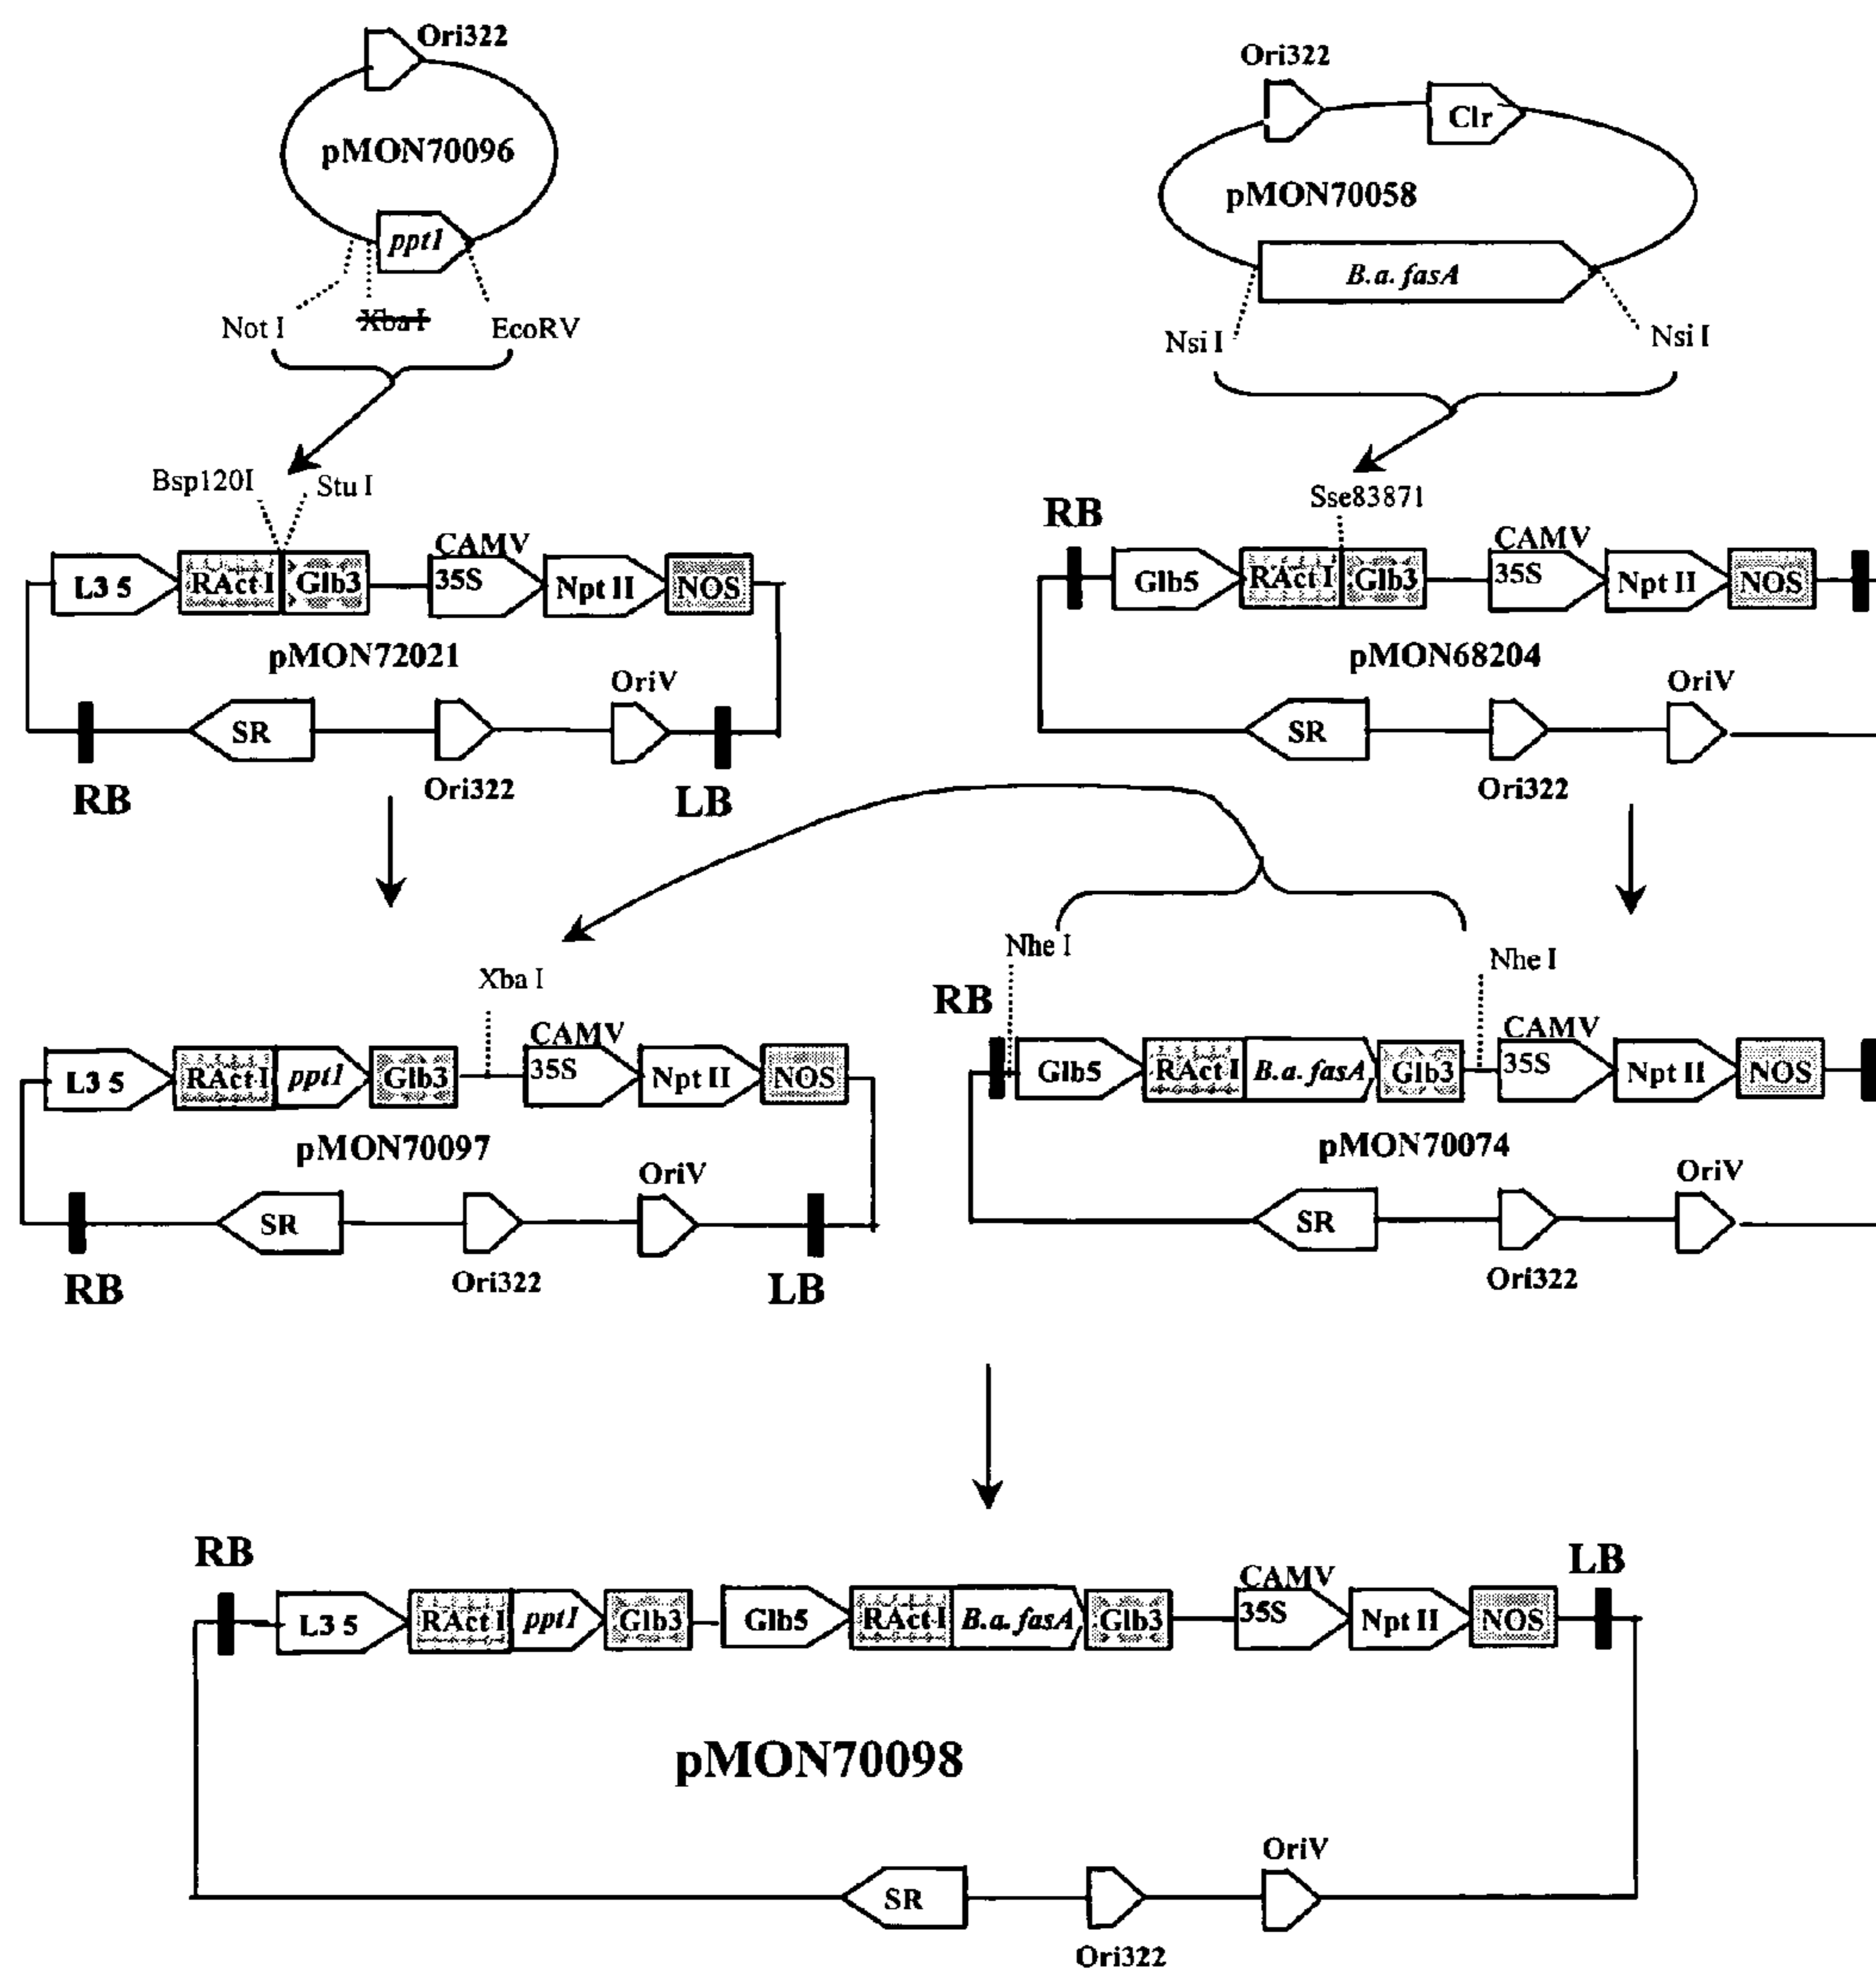 Ori322
pMON70096
ppt1
Not I
Xba I
EcoRV
Ori322
Clr
pMON70058
B.a. fasA
Nsi I
Nsi I
Bsp120I
Stu I
L3 5
RAct I
Glb3
CAMV
35S
Npt II
NOS
pMON72021
OriV
SR
RB
Ori322
LB
Sse8387I
RB
Glb5
RAct I
Glb3
CAMV
35S
Npt II
NOS
pMON68204
OriV
SR
Ori322
Xba I
L3 5
RAct I
ppt1
Glb3
CAMV
35S
Npt II
NOS
pMON70097
OriV
SR
RB
Ori322
LB
Nhe I
Nhe I
RB
Glb5
RAct I
B.a. fasA
Glb3
CAMV
35S
Npt II
NOS
pMON70074
OriV
SR
Ori322
RB
LB
L3 5
RAct I
ppt1
Glb3
Glb5
RAct I
B.a. fasA
Glb3
CAMV
35S
Npt II
NOS
pMON70098
OriV
SR
Ori322